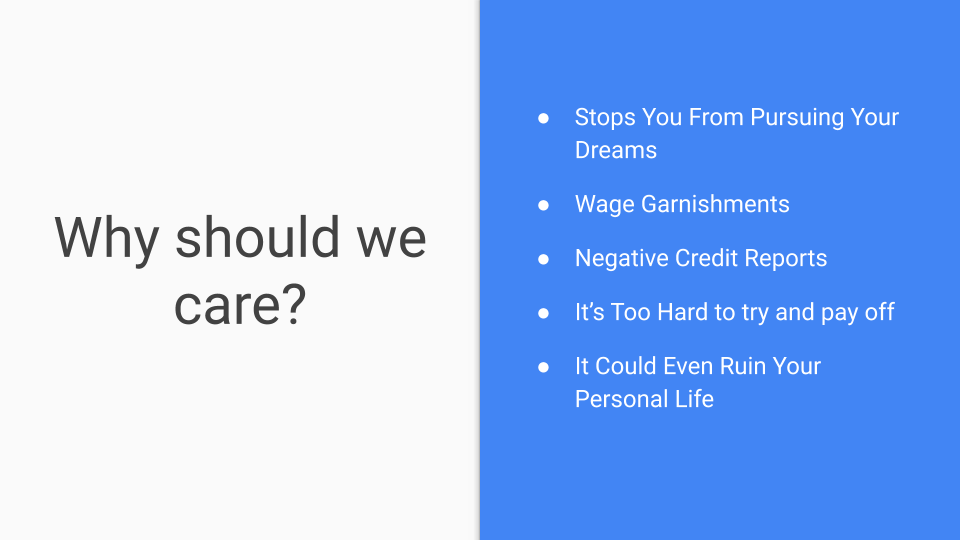 Why should we
care?
● Stops You From Pursuing Your
Dreams
● Wage Garnishments
● Negative Credit Reports
● It’s Too Hard to try and pay off
● It Could Even Ruin Your
Personal Life